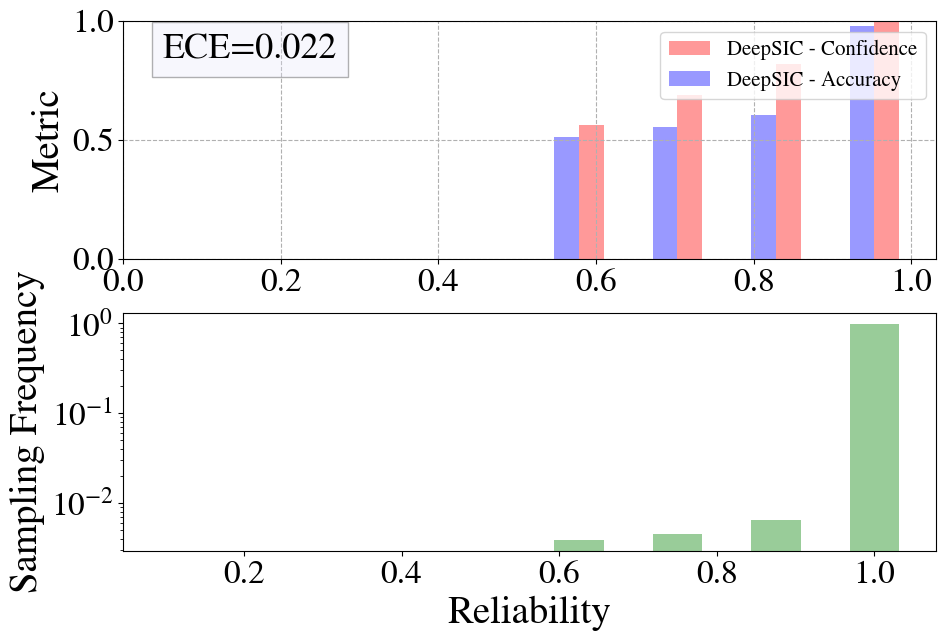 ECE=0.022
DeepSIC - Confidence
DeepSIC - Accuracy
Metric
1.0
0.5
0.0
0.0 0.2 0.4 0.6 0.8 1.0
Sampling Frequency
10⁰
10⁻¹
10⁻²
0.2 0.4 0.6 0.8 1.0
Reliability